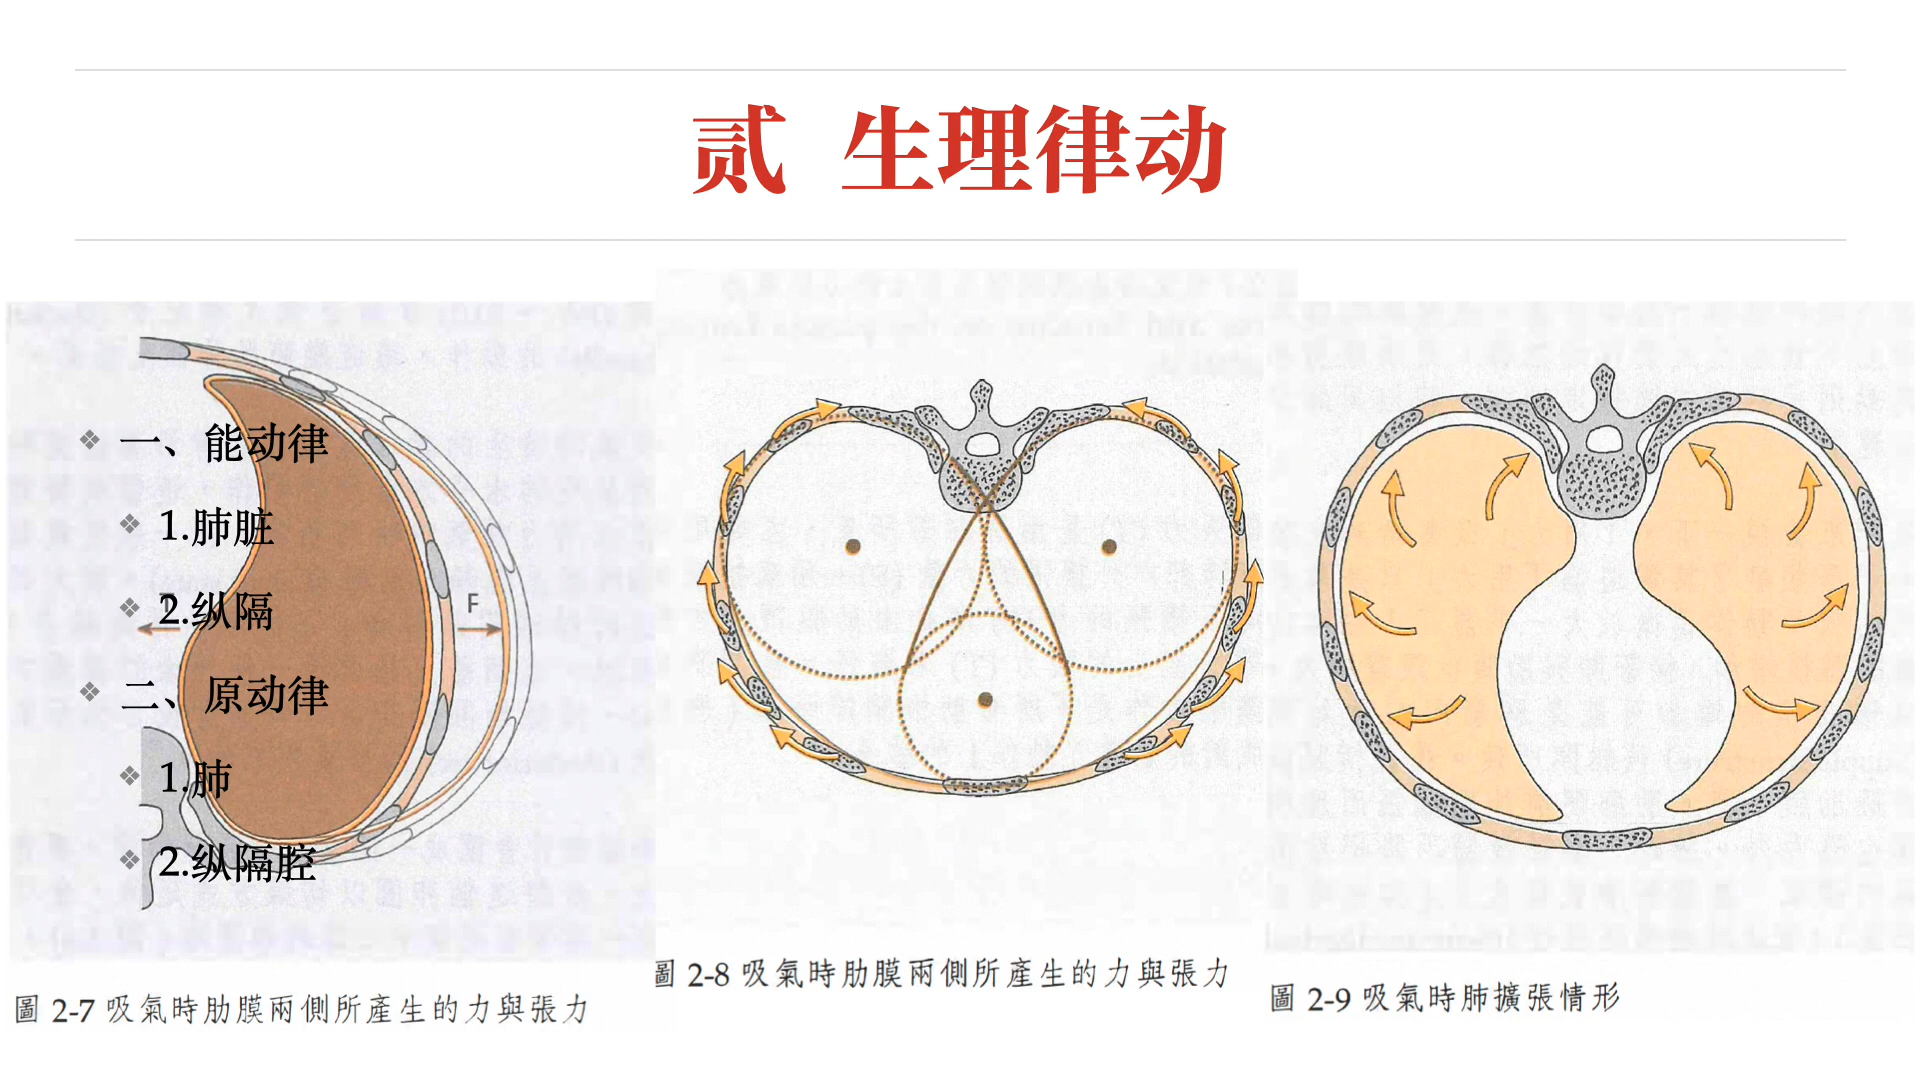 贰 生理律动
一、能动律
1.肺脏
2.纵隔
二、原动律
1.肺
2.纵隔腔
F
圖 2-7 吸氣時肋膜兩側所產生的力與張力
圖 2-8 吸氣時肋膜兩側所產生的力與張力
圖 2-9 吸氣時肺擴張情形